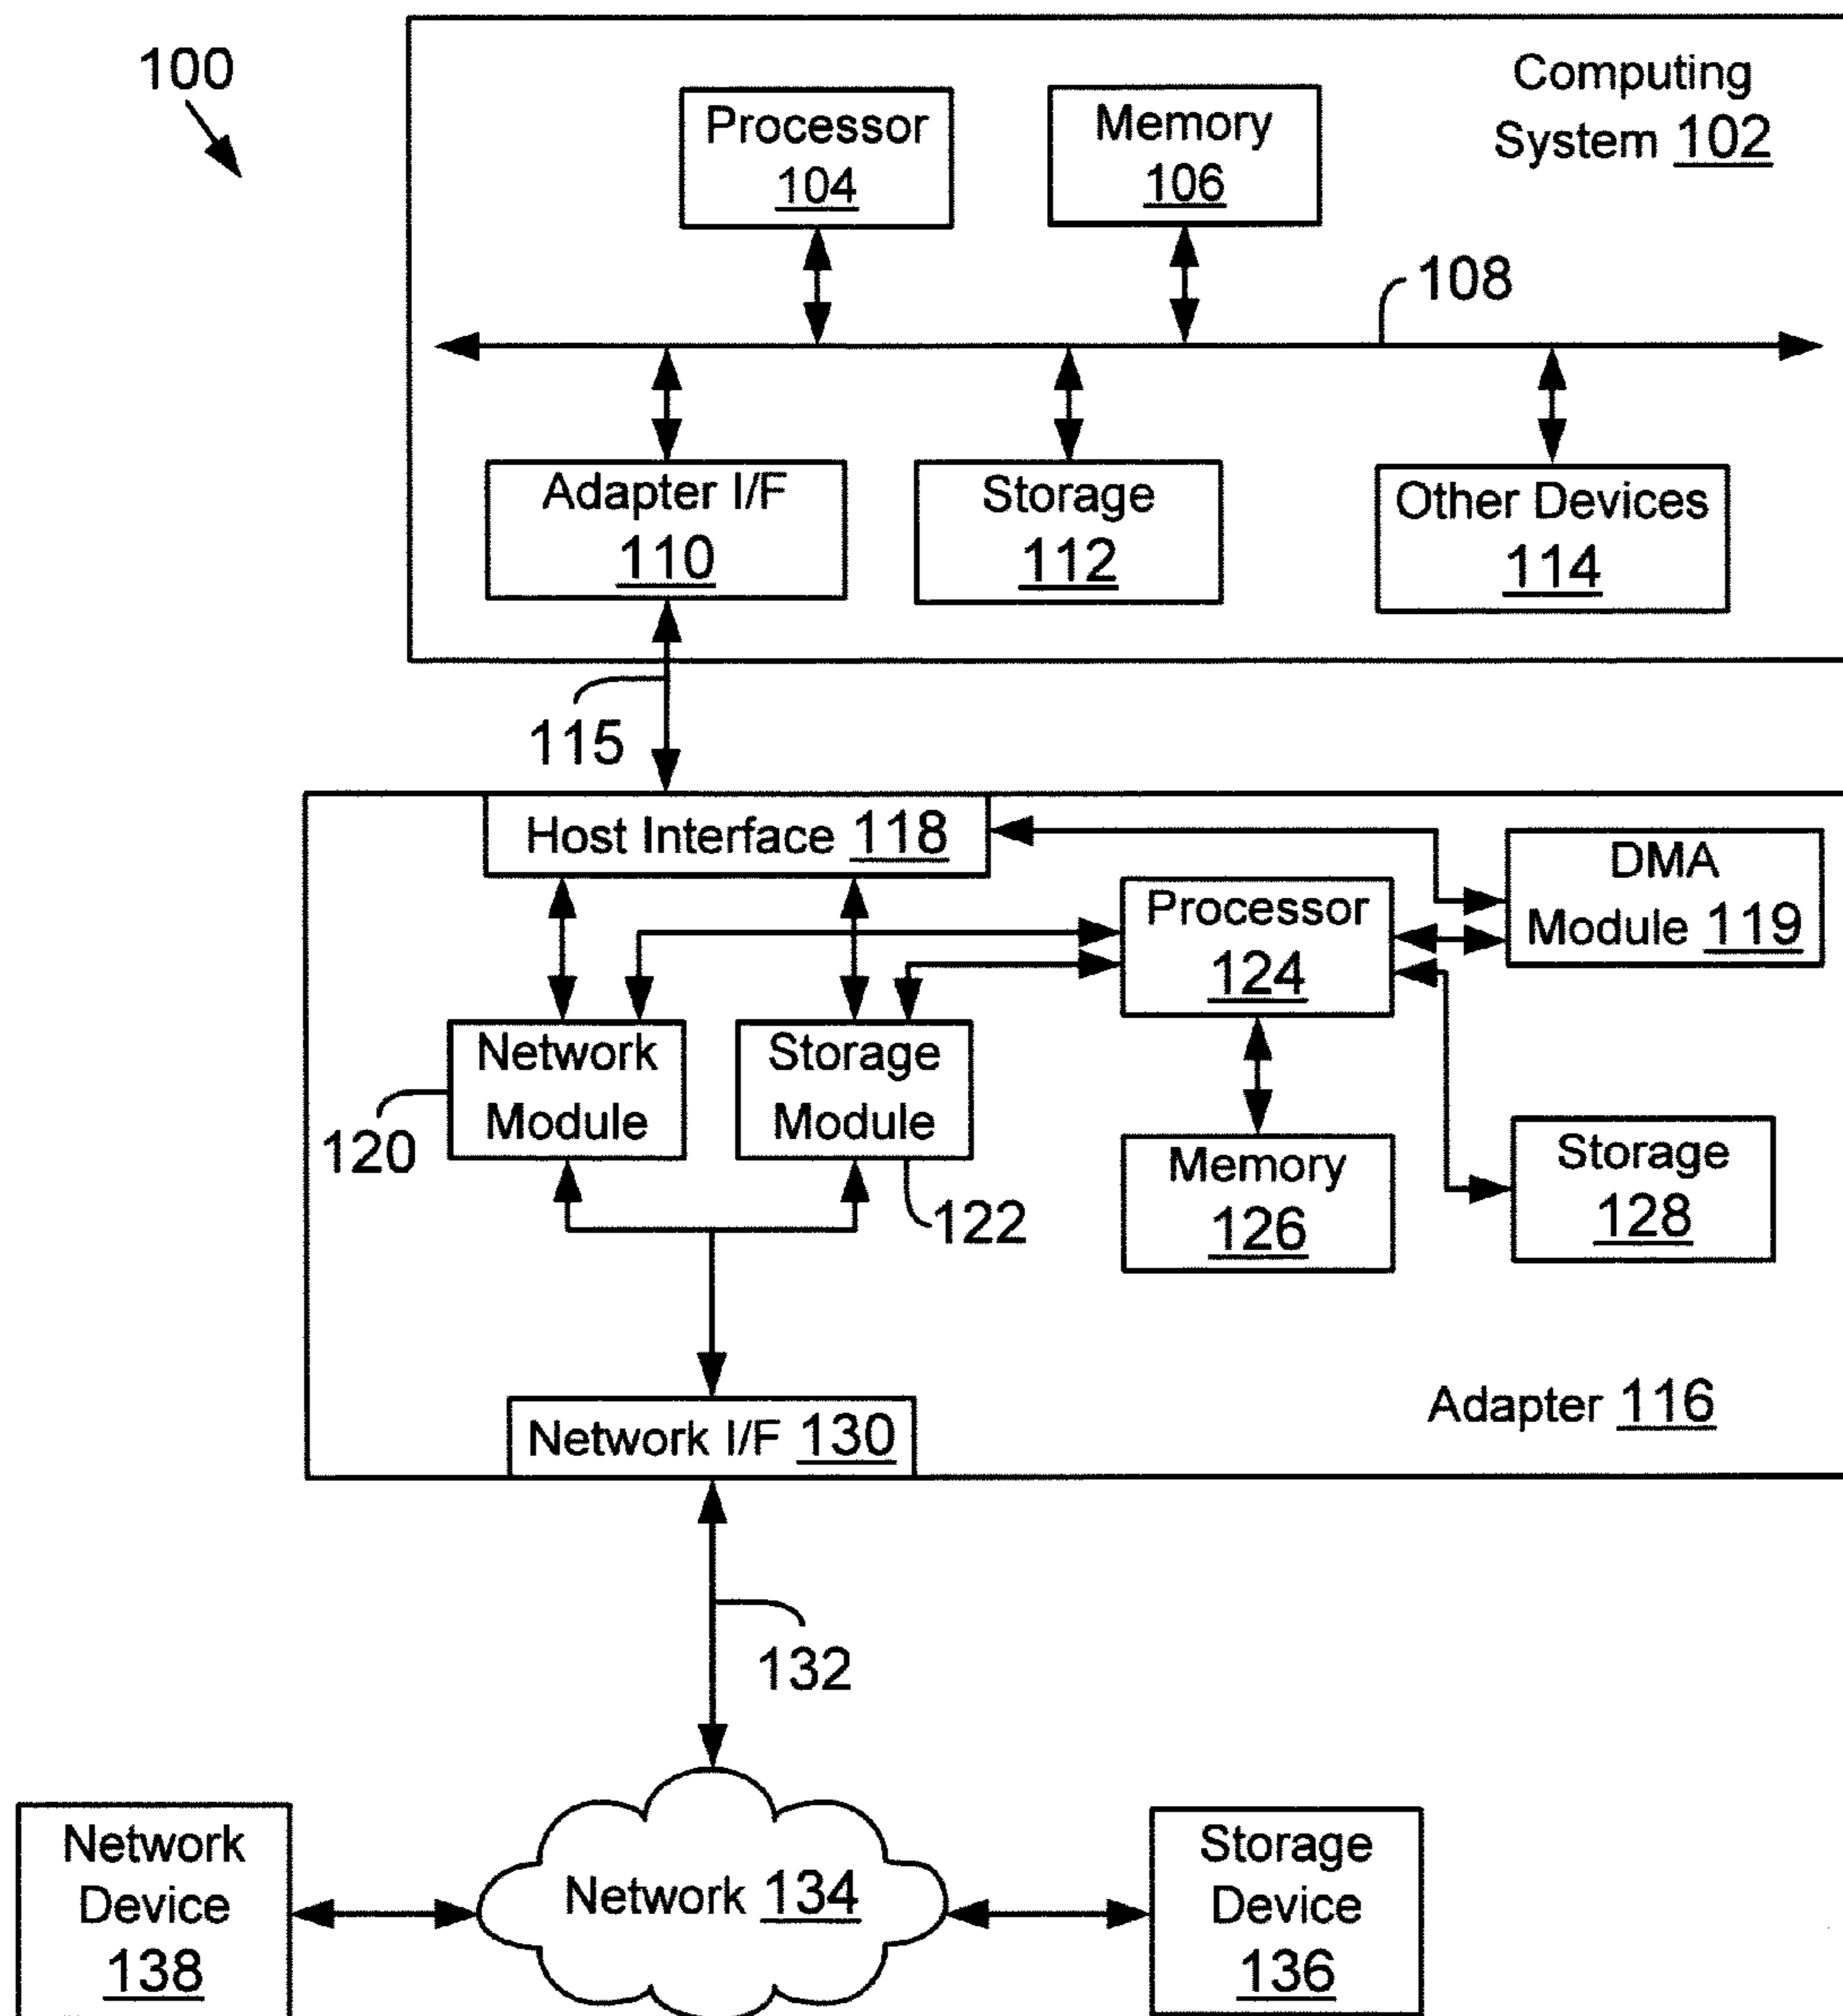 100
Computing
System 102
Processor
104
Memory
106
108
Adapter I/F
110
Storage
112
Other Devices
114
115
Host Interface 118
DMA
Module 119
Processor
124
Network
Module
120
Storage
Module
122
Memory
126
Storage
128
Adapter 116
Network I/F 130
132
Network
Device
138
Network 134
Storage
Device
136